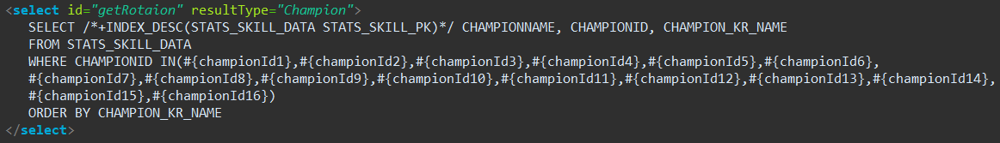 <select id="getRotaion" resultType="Champion">
SELECT /*+INDEX_DESC(STATS_SKILL_DATA STATS_SKILL_PK)*/ CHAMPIONNAME, CHAMPIONID, CHAMPION_KR_NAME
FROM STATS_SKILL_DATA
WHERE CHAMPIONID IN(#{championId1},#{championId2},#{championId3},#{championId4},#{championId5},#{championId6},
#{championId7},#{championId8},#{championId9},#{championId10},#{championId11},#{championId12},#{championId13},#{championId14},
#{championId15},#{championId16})
ORDER BY CHAMPION_KR_NAME
</select>